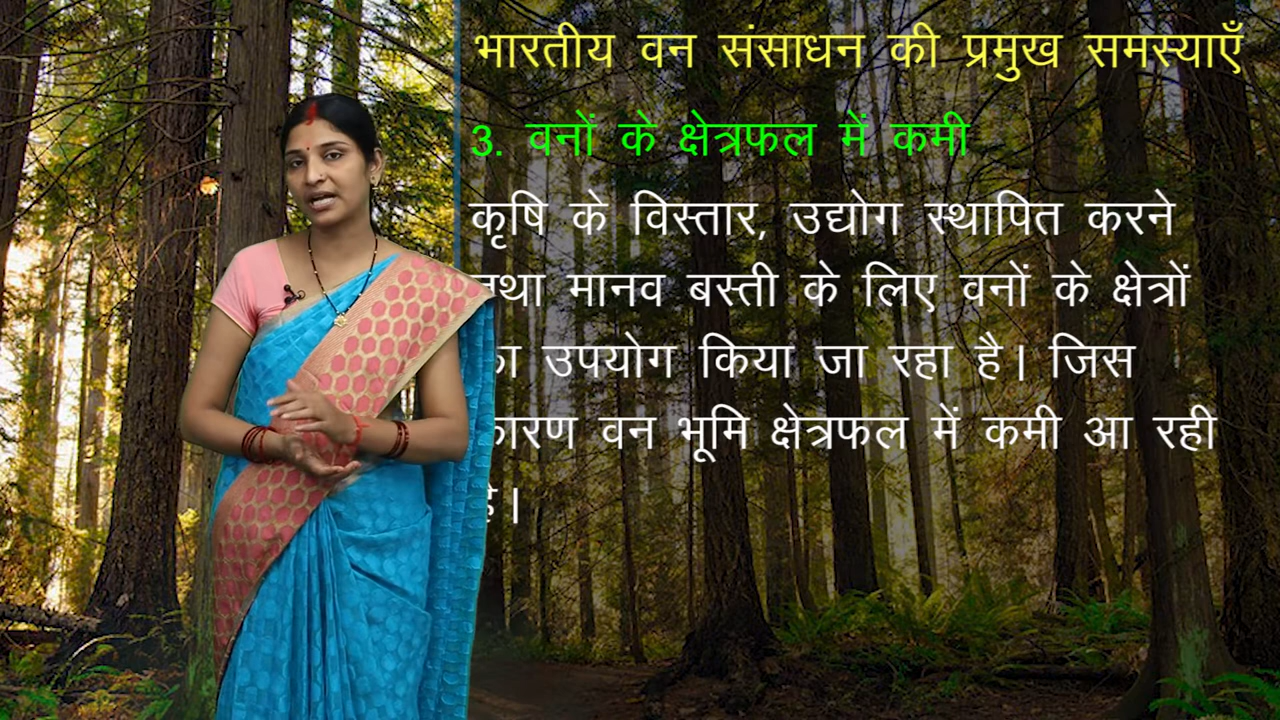 भारतीय वन संसाधन की प्रमुख समस्याएँ
3. वनों के क्षेत्रफल में कमी
कृषि के विस्तार, उद्योग स्थापित करने
तथा मानव बस्ती के लिए वनों के क्षेत्रों
का उपयोग किया जा रहा है। जिस
कारण वन भूमि क्षेत्रफल में कमी आ रही
है।